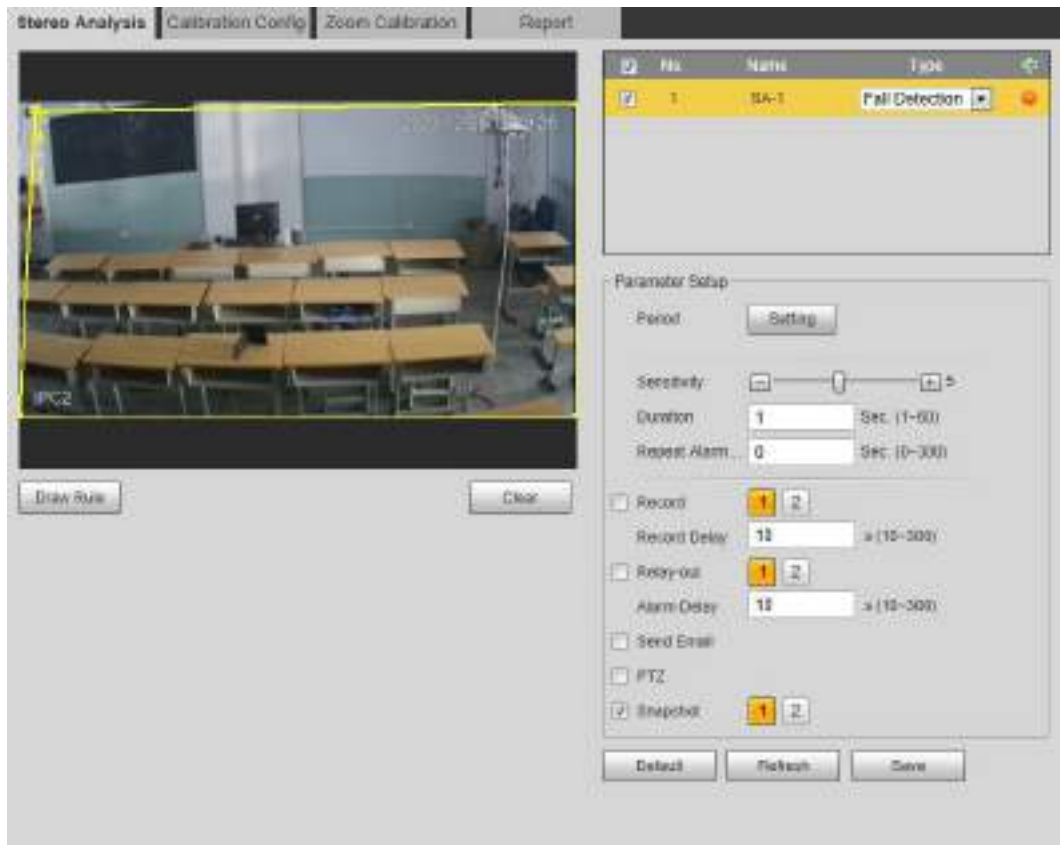 Stereo Analysis Calibration Config Zoom Calibration Report
No. Name Type
1 SA-1 Fall Detection
IPC2
Draw Rule Clear
Parameter Setup
Period Setting
Sensitivity 5
Duration 1 Sec. (1~60)
Repeat Alarm... 0 Sec. (0~300)
Record 1 2
Record Delay 10 s (10~300)
Relay-out 1 2
Alarm Delay 10 s (10~300)
Send Email
PTZ
Snapshot 1 2
Default Refresh Save